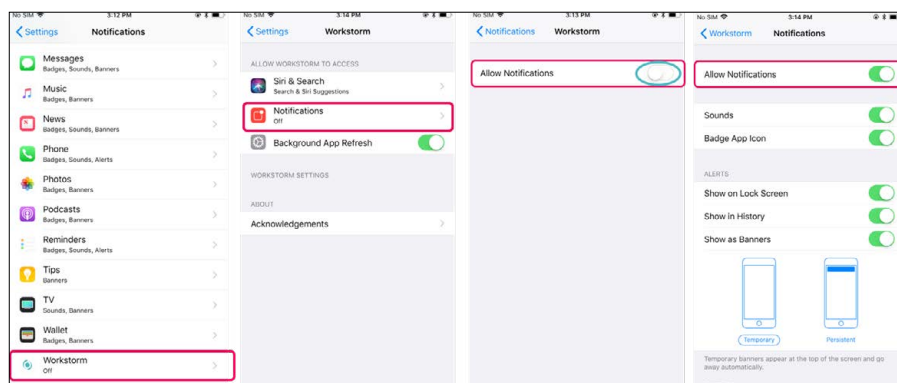 No SIM 3:12 PM
Settings Notifications
Messages
Badges, Sounds, Banners
Music
Badges, Banners
News
Badges, Sounds, Banners
Phone
Badges, Sounds, Alerts
Photos
Badges, Banners
Podcasts
Badges, Banners
Reminders
Badges, Sounds, Alerts
Tips
Banners
TV
Sounds, Banners
Wallet
Badges, Banners
Workstorm
Off
No SIM 3:14 PM
Settings Workstorm
ALLOW WORKSTORM TO ACCESS
Siri & Search
Search & Siri Suggestions
Notifications
Off
Background App Refresh
WORKSTORM SETTINGS
ABOUT
Acknowledgements
No SIM 3:13 PM
Notifications Workstorm
Allow Notifications
No SIM 3:14 PM
Workstorm Notifications
Allow Notifications
Sounds
Badge App Icon
ALERTS
Show on Lock Screen
Show in History
Show as Banners
Temporary Persistent
Temporary banners appear at the top of the screen and go
away automatically.